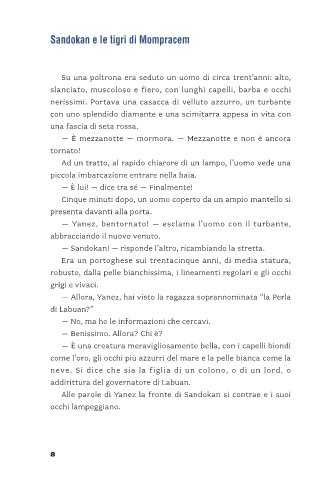 Sandokan e le tigri di Mompracem
Su una poltrona era seduto un uomo di circa trent'anni: alto,
slanciato, muscoloso e fiero, con lunghi capelli, barba e occhi
nerissimi. Portava una casacca di velluto azzurro, un turbante
con uno splendido diamante e una scimitarra appesa in vita con
una fascia di seta rossa.
— È mezzanotte — mormora. — Mezzanotte e non è ancora
tornato!
Ad un tratto, al rapido chiarore di un lampo, l'uomo vede una
piccola imbarcazione entrare nella baia.
— È lui! — dice tra sé — Finalmente!
Cinque minuti dopo, un uomo coperto da un ampio mantello si
presenta davanti alla porta.
— Yanez, bentornato! — esclama l'uomo con il turbante,
abbracciando il nuovo venuto.
— Sandokan! — risponde l'altro, ricambiando la stretta.
Era un portoghese sui trentacinque anni, di media statura,
robusto, dalla pelle bianchissima, i lineamenti regolari e gli occhi
grigi e vivaci.
— Allora, Yanez, hai visto la ragazza soprannominata “la Perla
di Labuan?”
— No, ma ho le informazioni che cercavi.
— Benissimo. Allora? Chi è?
— È una creatura meravigliosamente bella, con i capelli biondi
come l'oro, gli occhi più azzurri del mare e la pelle bianca come la
neve. Si dice che sia la figlia di un colono, o di un lord, o
addirittura del governatore di Labuan.
Alle parole di Yanez la fronte di Sandokan si contrae e i suoi
occhi lampeggiano.
8